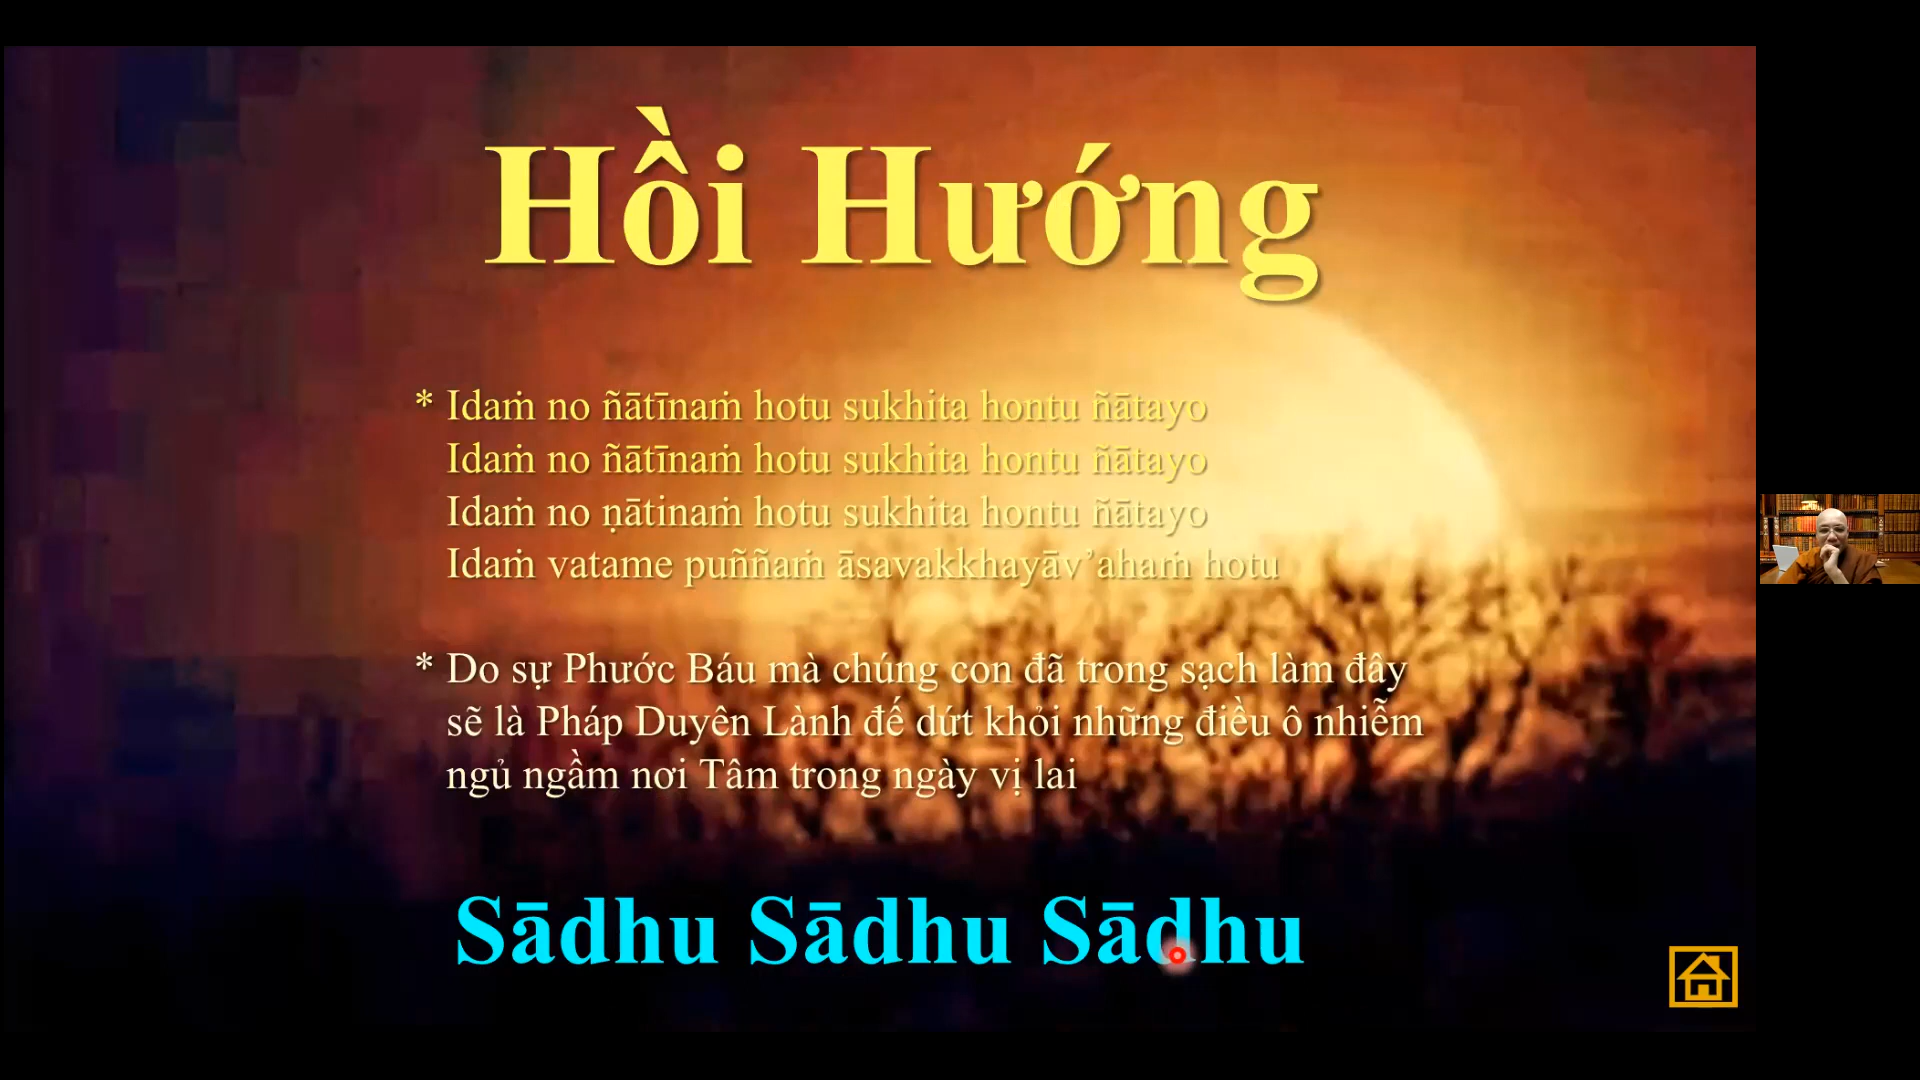 Hồi Hướng
* Idaṁ no ñātīnaṁ hotu sukhita hontu ñātayo
Idaṁ no ñātīnaṁ hotu sukhita hontu ñātayo
Idaṁ no ṇātinaṁ hotu sukhita hontu ñātayo
Idaṁ vatame puññaṁ āsavakkhayāv’ahaṁ hotu
* Do sự Phước Báu mà chúng con đã trong sạch làm đây
sẽ là Pháp Duyên Lành đế dứt khỏi những điều ô nhiễm
ngủ ngầm nơi Tâm trong ngày vị lai
Sādhu Sādhu Sādhu